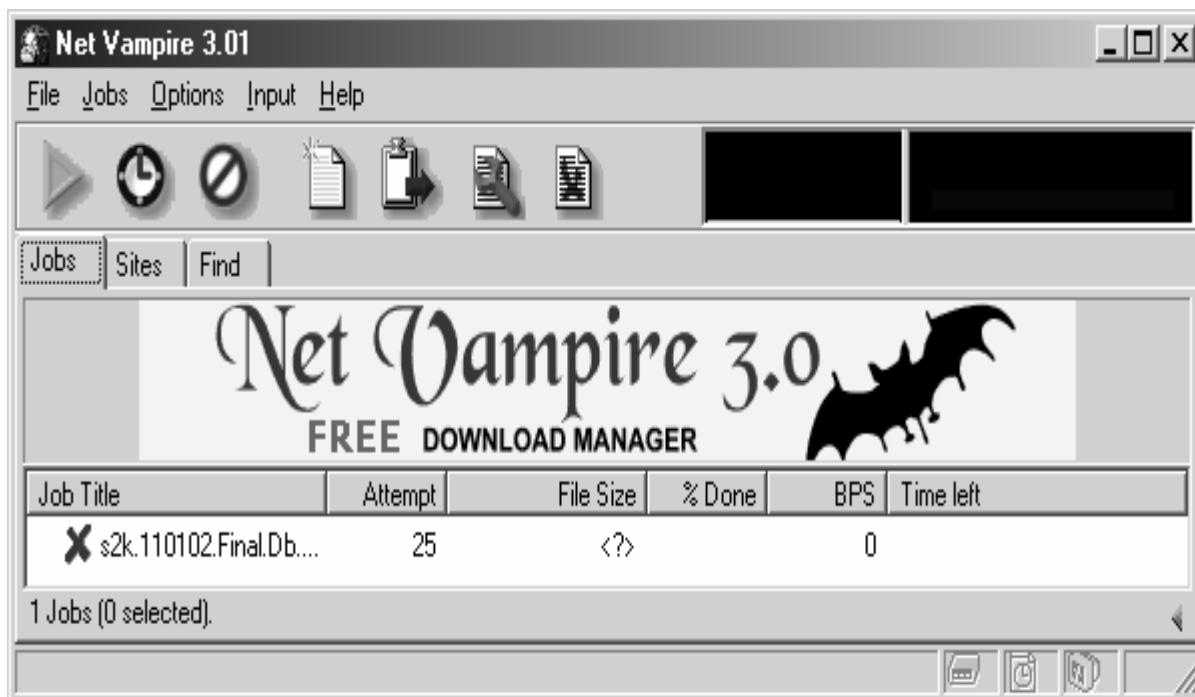 Net Vampire 3.01
File Jobs Options Input Help
Jobs Sites Find
Net Vampire 3.0
FREE DOWNLOAD MANAGER
Job Title Attempt File Size % Done BPS Time left
s2k.110102.Final.Db.... 25 <?> 0
1 Jobs (0 selected).